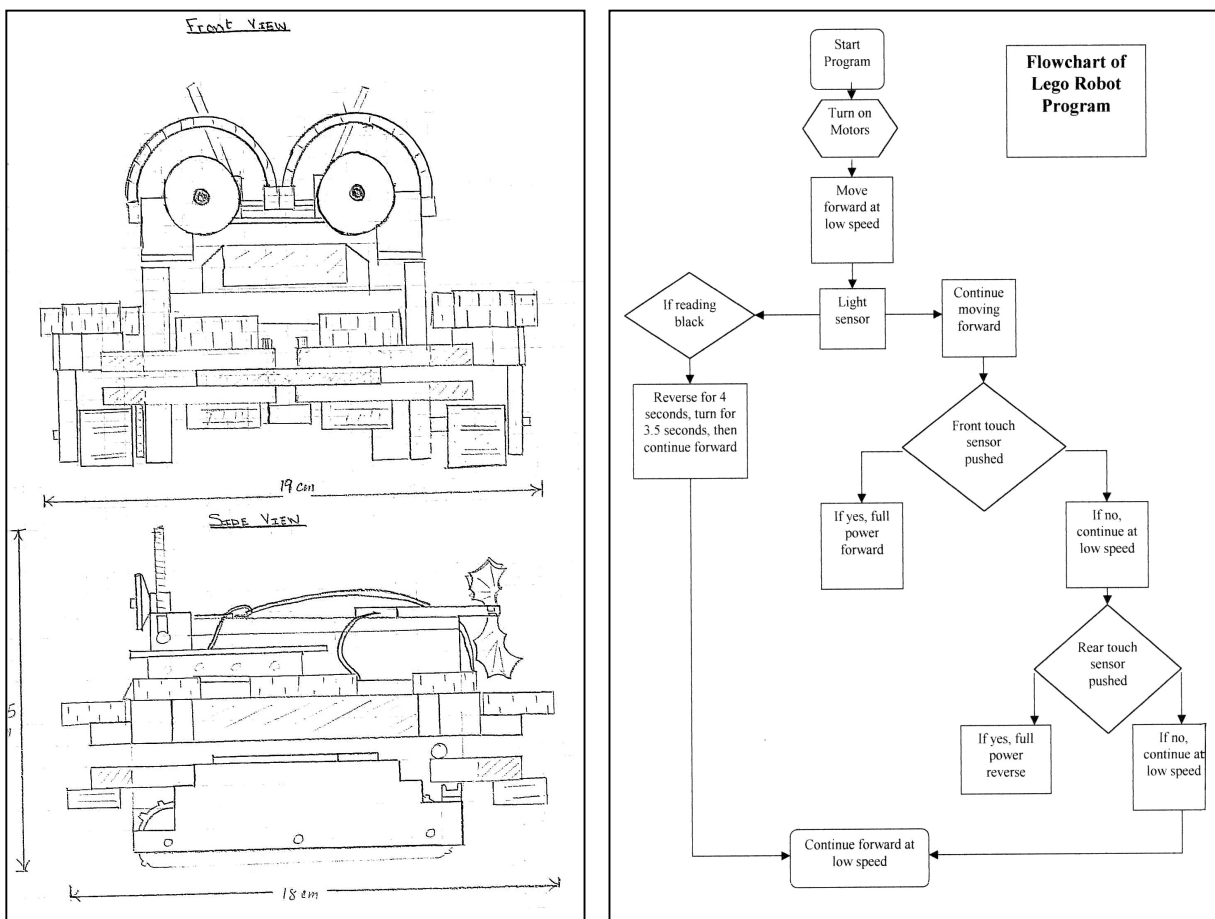 Front VIEW
19 cm
SIDE VIEW
18 cm
Flowchart of
Lego Robot
Program
Start
Program
Turn on
Motors
Move
forward at
low speed
If reading
black
Light
sensor
Continue
moving
forward
Reverse for 4
seconds, turn for
3.5 seconds, then
continue forward
Front touch
sensor
pushed
If yes, full
power
forward
If no,
continue at
low speed
Rear touch
sensor
pushed
If yes, full
power
reverse
If no,
continue at
low speed
Continue forward at
low speed